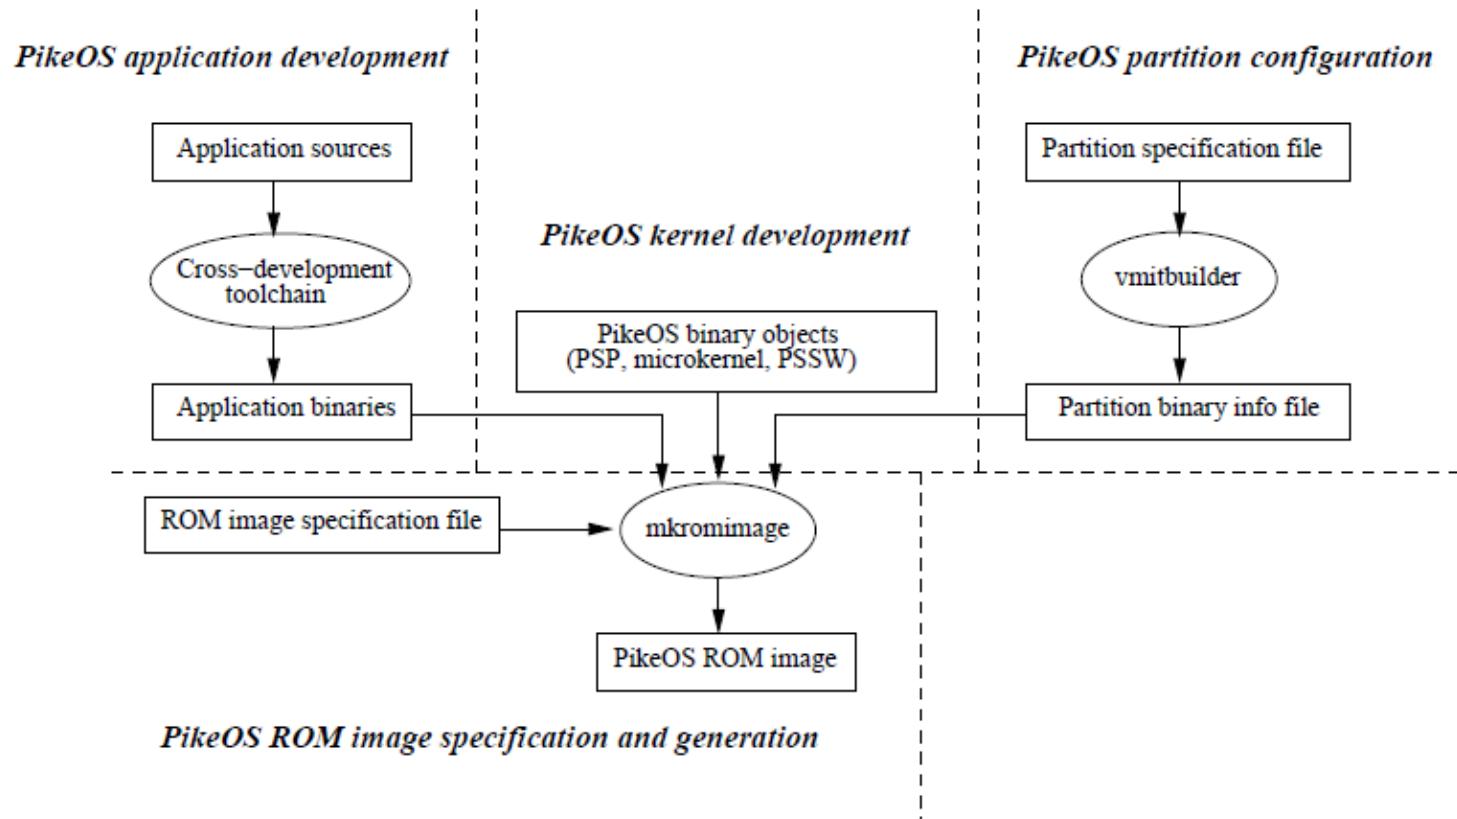 PikeOS application development
PikeOS partition configuration
Application sources
Partition specification file
PikeOS kernel development
Cross−development
toolchain
vmitbuilder
PikeOS binary objects
(PSP, microkernel, PSSW)
Application binaries
Partition binary info file
ROM image specification file
mkromimage
PikeOS ROM image
PikeOS ROM image specification and generation